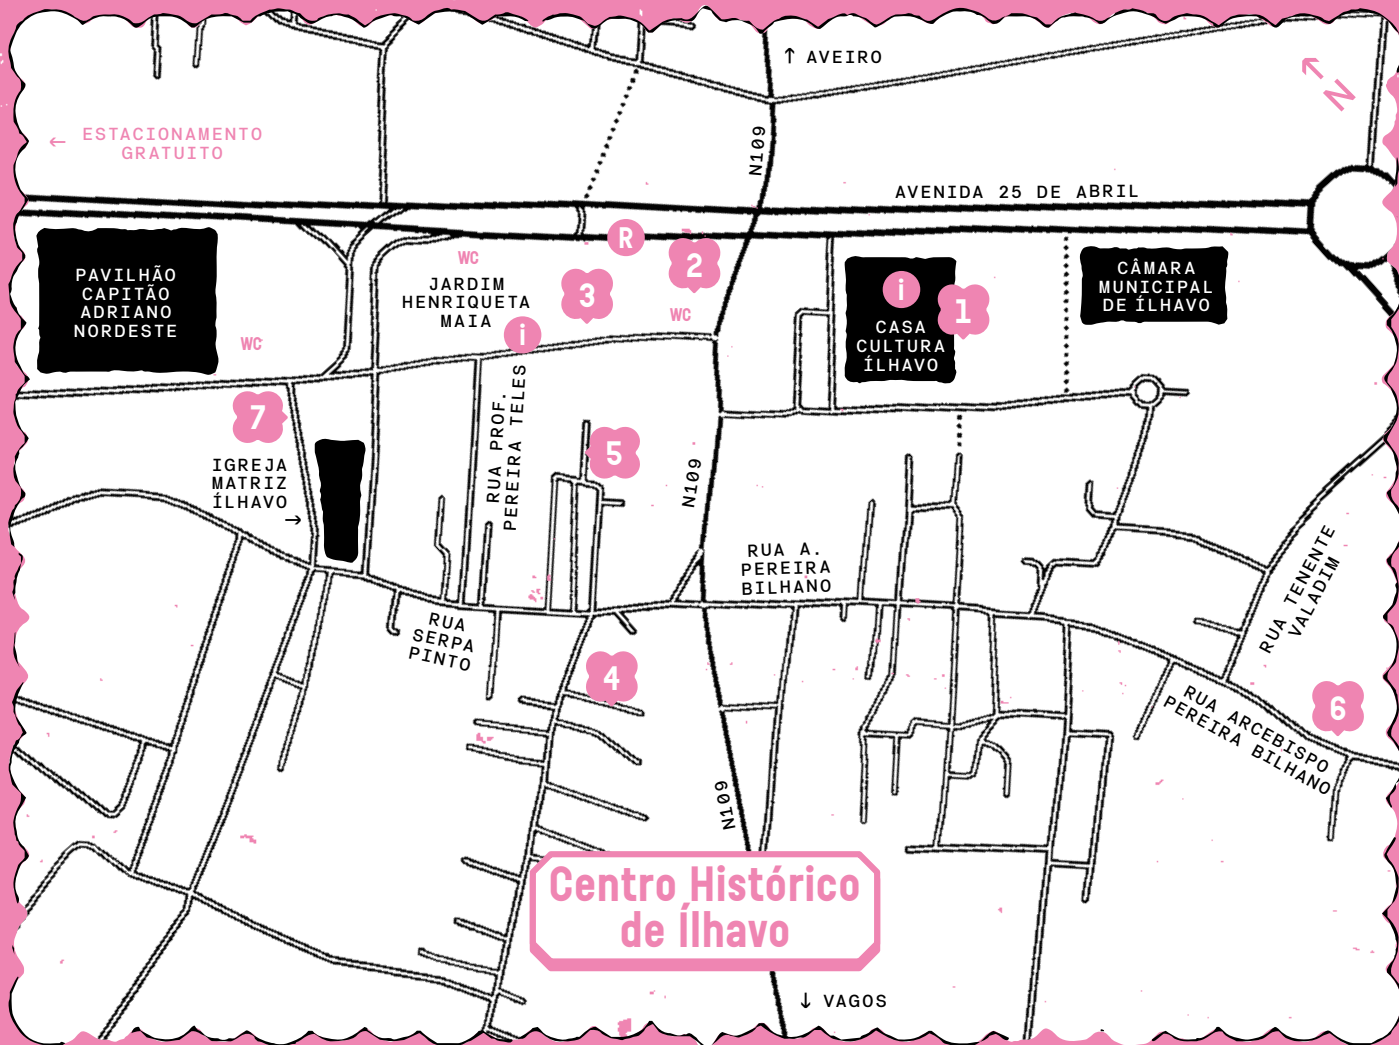 ↑ AVEIRO
N
← ESTACIONAMENTO
GRATUITO
N109
AVENIDA 25 DE ABRIL
R
WC
2
PAVILHÃO
CAPITÃO
ADRIANO
NORDESTE
JARDIM
HENRIQUETA
MAIA
3
i
WC
WC
i
CASA
CULTURA
ÍLHAVO
1
CÂMARA
MUNICIPAL
DE ÍLHAVO
7
IGREJA
MATRIZ
ÍLHAVO
→
RUA PROF.
PEREIRA TELES
5
N109
RUA A.
PEREIRA
BILHANO
RUA TENENTE
VALADIM
RUA
SERPA
PINTO
4
6
RUA ARCEBISPO
PEREIRA BILHANO
N109
Centro Histórico
de Ílhavo
↓ VAGOS